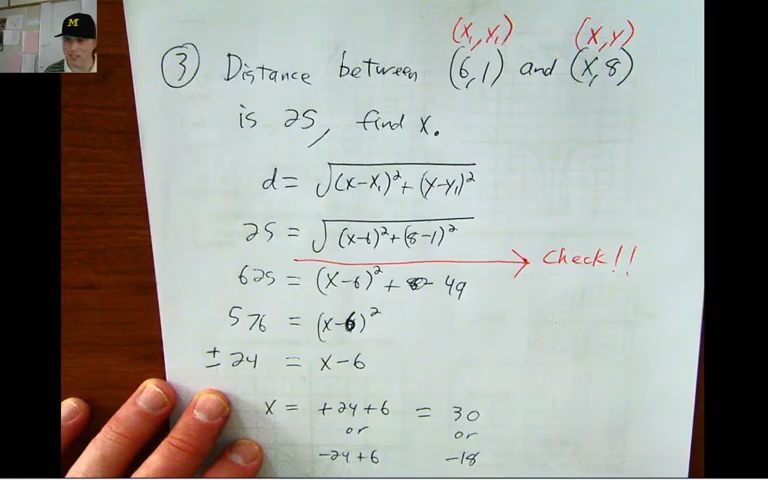 M
(x₁,y₁) (x,y)
③ Distance between (6,1) and (x,8)
is 25, find x.
d = √(x-x₁)²+(y-y₁)²
25 = √(x-6)²+(8-1)²
Check!!
625 = (x-6)² + 49
576 = (x-6)²
± 24 = x-6
x = +24+6 = 30
or or
-24+6 -18